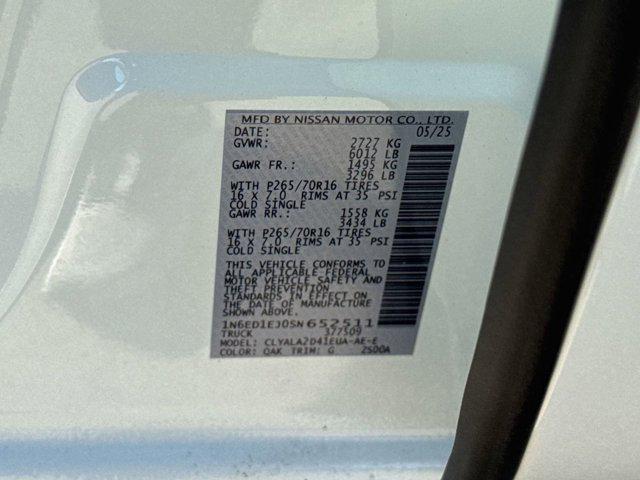 MFD BY NISSAN MOTOR CO., LTD.
DATE: 05/25
GVWR: 2727 KG
6012 LB
GAWR FR.: 1495 KG
3296 LB
WITH P265/70R16 TIRES
16 X 7.0 RIMS AT 35 PSI
COLD SINGLE
GAWR RR.: 1558 KG
3434 LB
WITH P265/70R16 TIRES
16 X 7.0 RIMS AT 35 PSI
COLD SINGLE
THIS VEHICLE CONFORMS TO
ALL APPLICABLE FEDERAL
MOTOR VEHICLE SAFETY AND
THEFT PREVENTION
STANDARDS IN EFFECT ON
THE DATE OF MANUFACTURE
SHOWN ABOVE.
1N6ED1EJ0SN652511
TRUCK 377509
MODEL: CLYALA2D41EUA-AE-E
COLOR: QAK TRIM: G 2500A